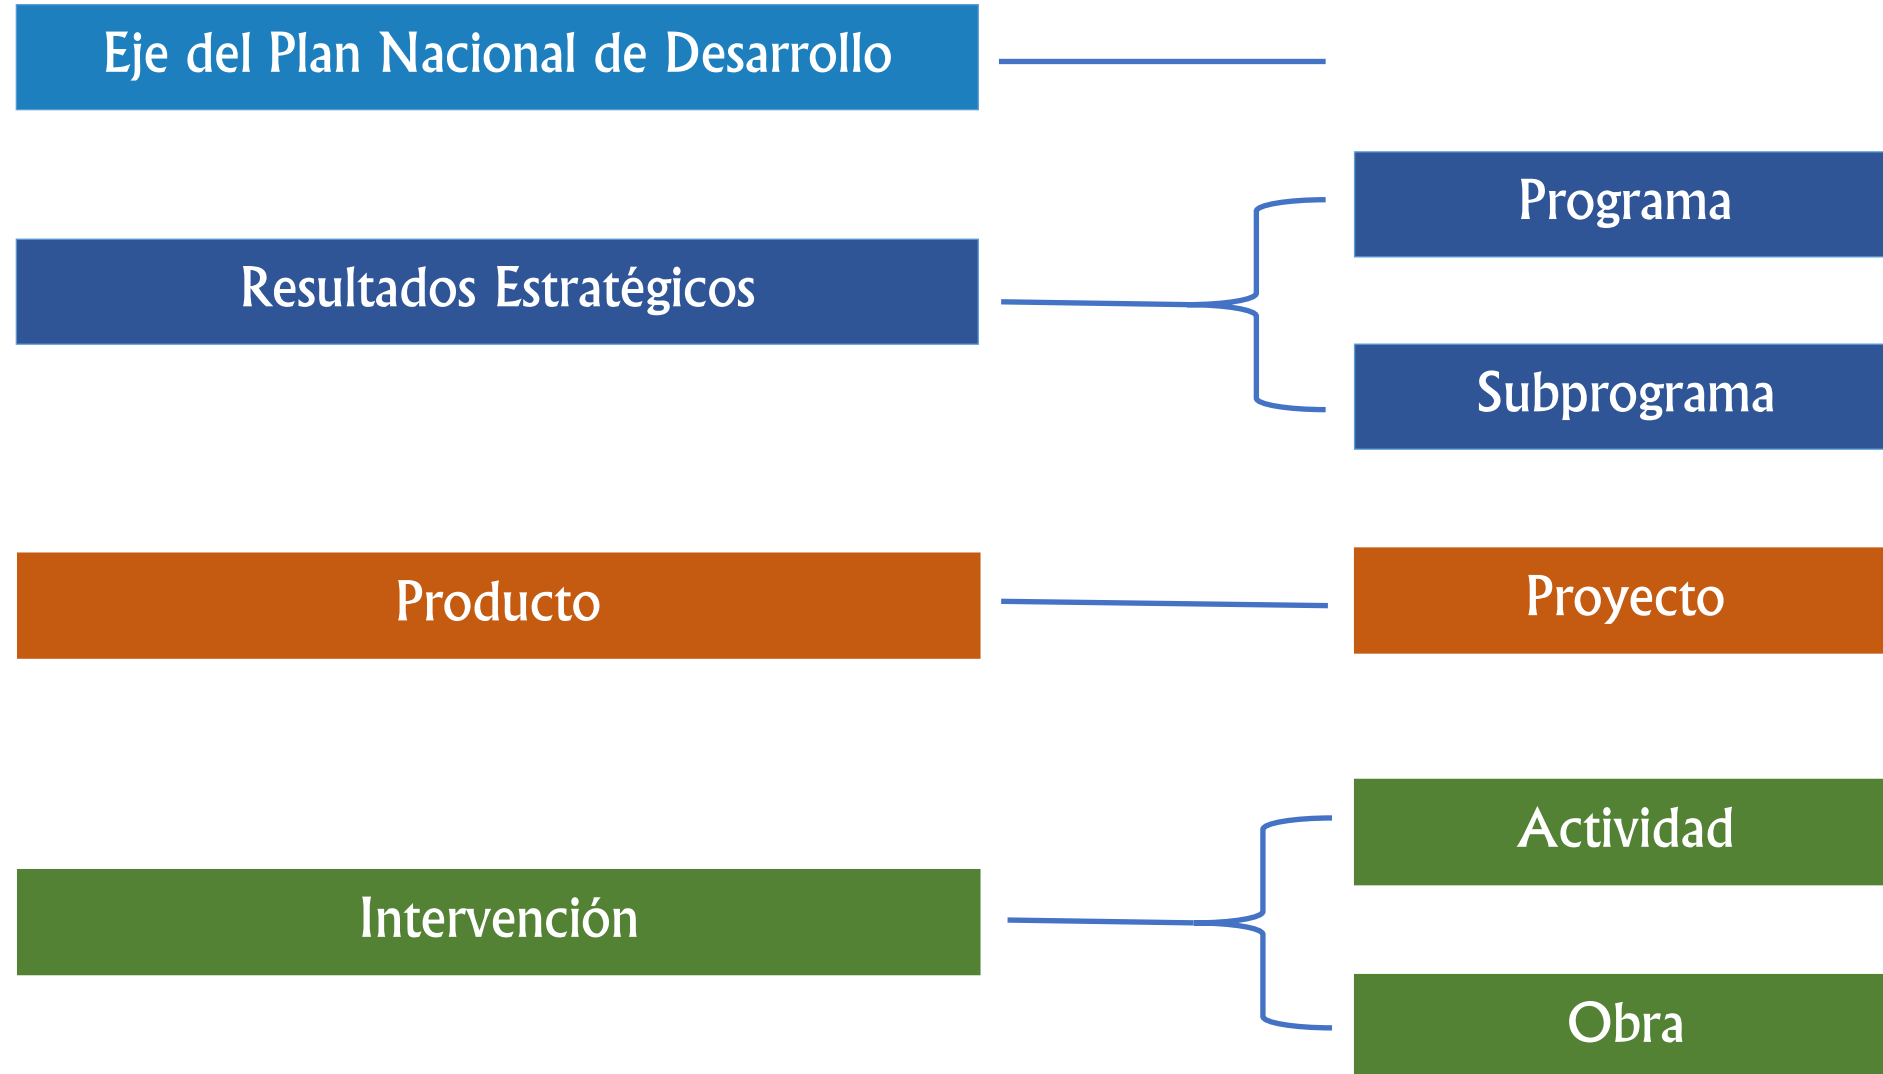 Eje del Plan Nacional de Desarrollo
Programa
Resultados Estratégicos
Subprograma
Producto
Proyecto
Actividad
Intervención
Obra